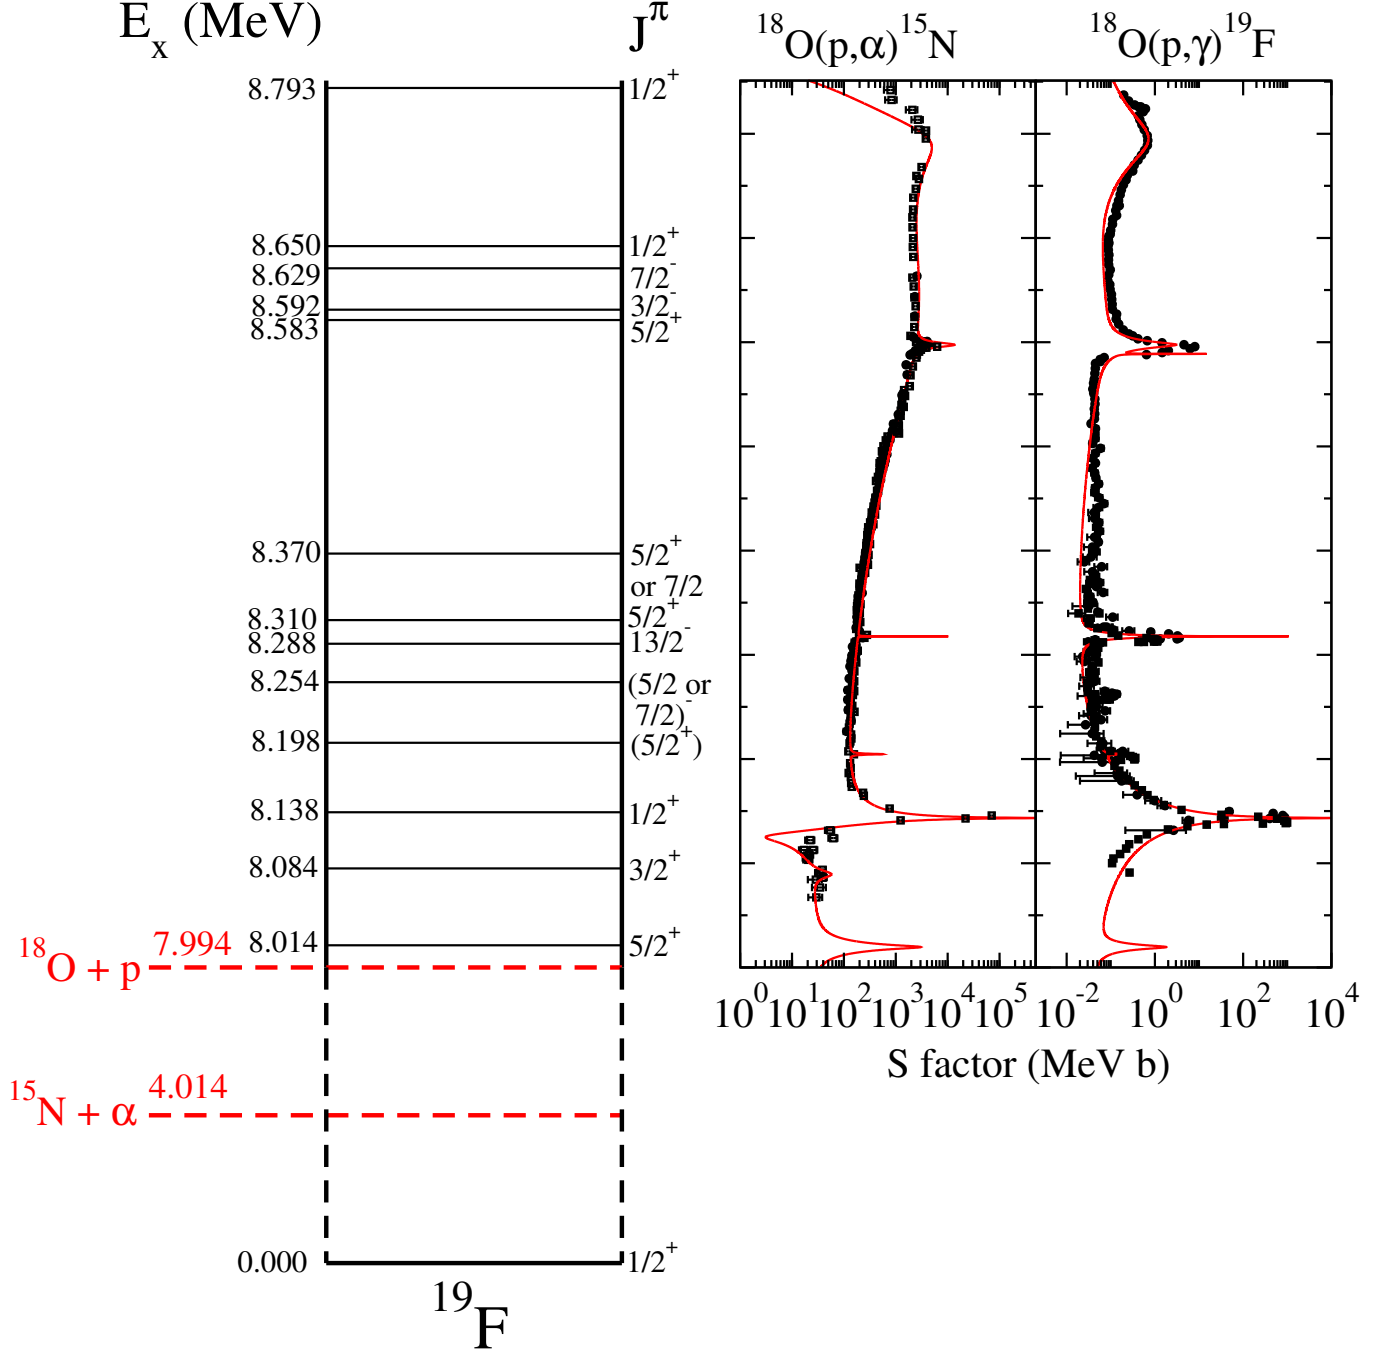 E_x (MeV) J^π
8.793 1/2^+
8.650 1/2^+
8.629 7/2^-
8.592 3/2^-
8.583 5/2^+
8.370 5/2^+
or 7/2
8.310 5/2^+
8.288 13/2^-
8.254 (5/2 or
7/2)^-
8.198 (5/2^+)
8.138 1/2^+
8.084 3/2^+
8.014 5/2^+
^18O + p 7.994
^15N + α 4.014
0.000 1/2^+
^19F
^18O(p,α)^15N
^18O(p,γ)^19F
10^0 10^1 10^2 10^3 10^4 10^5
10^-2 10^0 10^2 10^4
S factor (MeV b)